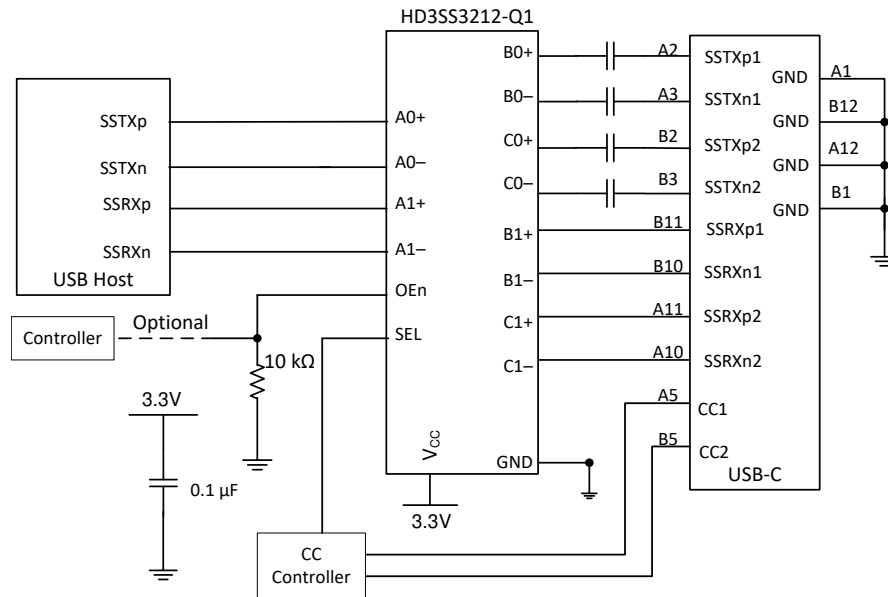 HD3SS3212-Q1
USB Host
SSTXp
SSTXn
SSRXp
SSRXn
A0+
A0–
A1+
A1–
OEn
SEL
B0+
B0–
C0+
C0–
B1+
B1–
C1+
C1–
GND
VCC
3.3V
A2
A3
B2
B3
B11
B10
A11
A10
A5
B5
SSTXp1
SSTXn1
SSTXp2
SSTXn2
SSRXp1
SSRXn1
SSRXp2
SSRXn2
CC1
CC2
USB-C
GND
GND
GND
GND
A1
B12
A12
B1
Controller
Optional
10 kΩ
3.3V
0.1 µF
CC
Controller